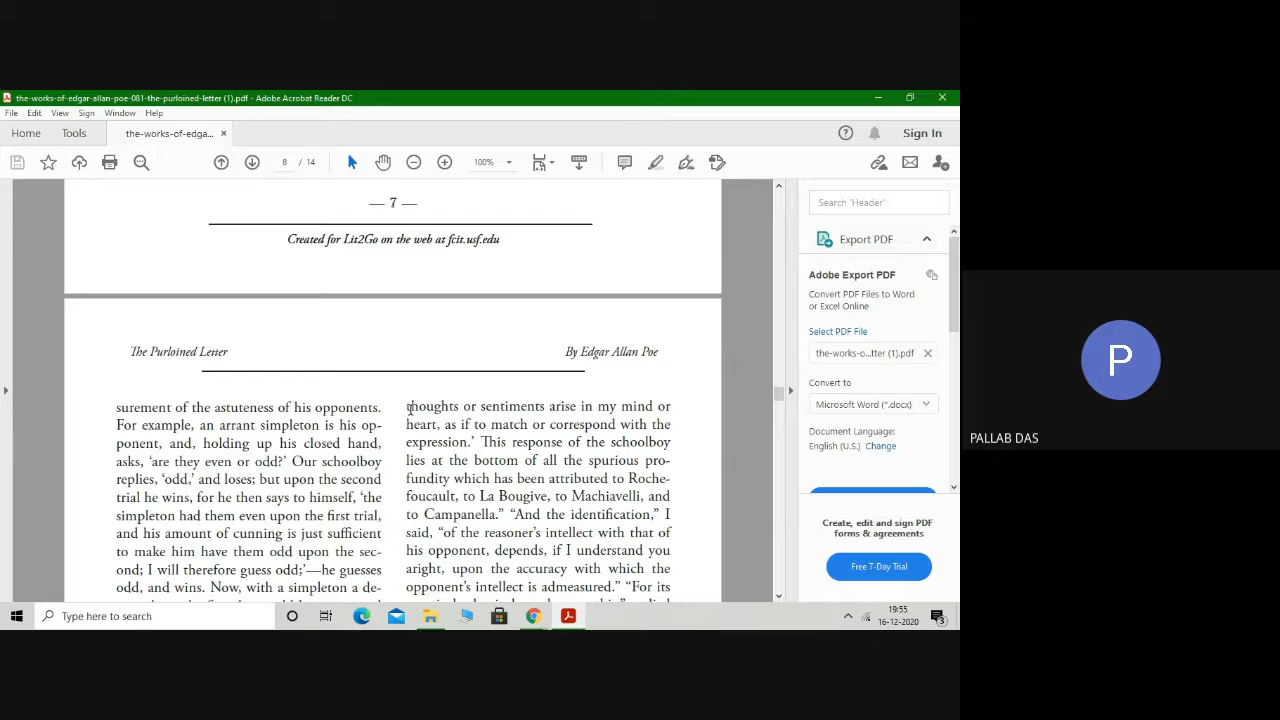 the-works-of-edgar-allan-poe-081-the-purloined-letter (1).pdf - Adobe Acrobat Reader DC
File Edit View Sign Window Help
Home Tools the-works-of-edga... × Sign In
8 / 14 100%
— 7 —
Created for Lit2Go on the web at fcit.usf.edu
The Purloined Letter By Edgar Allan Poe
surement of the astuteness of his opponents.
For example, an arrant simpleton is his op-
ponent, and, holding up his closed hand,
asks, ‘are they even or odd?’ Our schoolboy
replies, ‘odd,’ and loses; but upon the second
trial he wins, for he then says to himself, ‘the
simpleton had them even upon the first trial,
and his amount of cunning is just sufficient
to make him have them odd upon the sec-
ond; I will therefore guess odd;’—he guesses
odd, and wins. Now, with a simpleton a de-
thoughts or sentiments arise in my mind or
heart, as if to match or correspond with the
expression.’ This response of the schoolboy
lies at the bottom of all the spurious pro-
fundity which has been attributed to Roche-
foucault, to La Bougive, to Machiavelli, and
to Campanella.” “And the identification,” I
said, “of the reasoner’s intellect with that of
his opponent, depends, if I understand you
aright, upon the accuracy with which the
opponent’s intellect is admeasured.” “For its
Search 'Header'
Export PDF
Adobe Export PDF
Convert PDF Files to Word
or Excel Online
Select PDF File
the-works-o...tter (1).pdf
Convert to
Microsoft Word (*.docx)
Document Language:
English (U.S.) Change
Create, edit and sign PDF
forms & agreements
Free 7-Day Trial
Type here to search
19:55
16-12-2020
3
P
PALLAB DAS